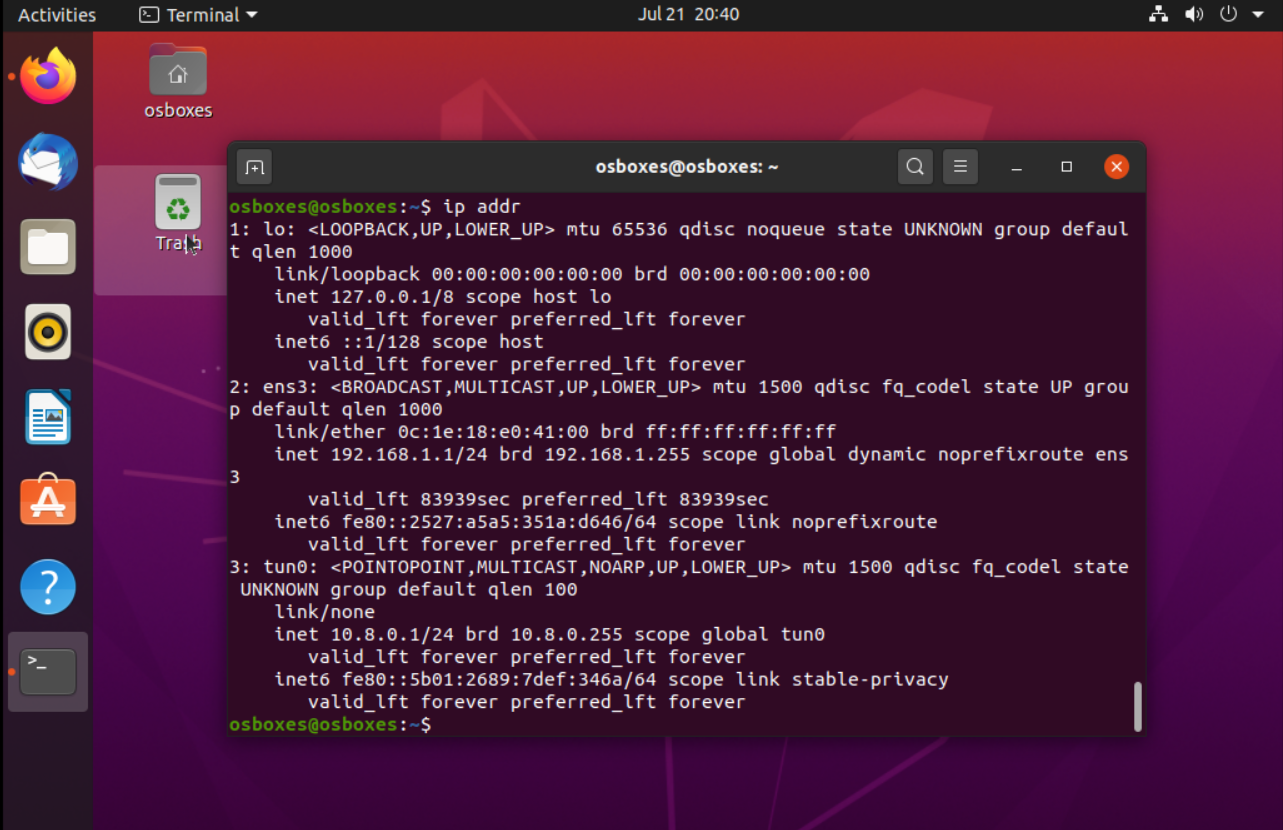 Activities
Terminal
Jul 21 20:40
osboxes
Trash
osboxes@osboxes: ~
osboxes@osboxes:~$ ip addr
1: lo: <LOOPBACK,UP,LOWER_UP> mtu 65536 qdisc noqueue state UNKNOWN group defaul
t qlen 1000
    link/loopback 00:00:00:00:00:00 brd 00:00:00:00:00:00
    inet 127.0.0.1/8 scope host lo
       valid_lft forever preferred_lft forever
    inet6 ::1/128 scope host
       valid_lft forever preferred_lft forever
2: ens3: <BROADCAST,MULTICAST,UP,LOWER_UP> mtu 1500 qdisc fq_codel state UP grou
p default qlen 1000
    link/ether 0c:1e:18:e0:41:00 brd ff:ff:ff:ff:ff:ff
    inet 192.168.1.1/24 brd 192.168.1.255 scope global dynamic noprefixroute ens
3
       valid_lft 83939sec preferred_lft 83939sec
    inet6 fe80::2527:a5a5:351a:d646/64 scope link noprefixroute
       valid_lft forever preferred_lft forever
3: tun0: <POINTOPOINT,MULTICAST,NOARP,UP,LOWER_UP> mtu 1500 qdisc fq_codel state
 UNKNOWN group default qlen 100
    link/none
    inet 10.8.0.1/24 brd 10.8.0.255 scope global tun0
       valid_lft forever preferred_lft forever
    inet6 fe80::5b01:2689:7def:346a/64 scope link stable-privacy
       valid_lft forever preferred_lft forever
osboxes@osboxes:~$